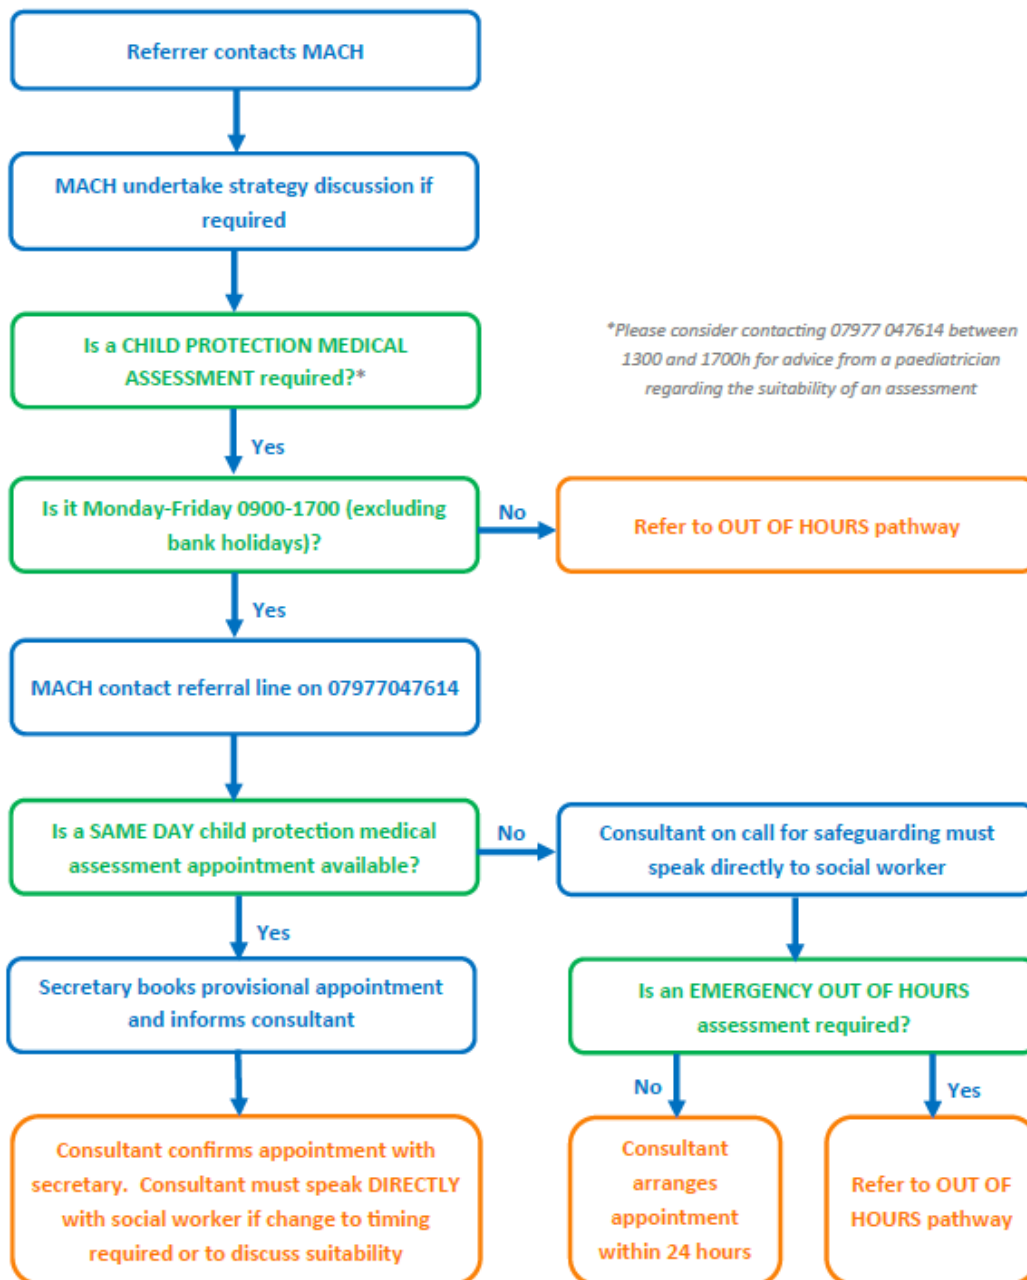 Referrer contacts MACH
MACH undertake strategy discussion if
required
Is a CHILD PROTECTION MEDICAL
ASSESSMENT required?*
*Please consider contacting 07977 047614 between
1300 and 1700h for advice from a paediatrician
regarding the suitability of an assessment
Yes
Is it Monday-Friday 0900-1700 (excluding
bank holidays)?
No
Refer to OUT OF HOURS pathway
Yes
MACH contact referral line on 07977047614
Is a SAME DAY child protection medical
assessment appointment available?
No
Consultant on call for safeguarding must
speak directly to social worker
Yes
Secretary books provisional appointment
and informs consultant
Is an EMERGENCY OUT OF HOURS
assessment required?
No
Yes
Consultant confirms appointment with
secretary. Consultant must speak DIRECTLY
with social worker if change to timing
required or to discuss suitability
Consultant
arranges
appointment
within 24 hours
Refer to OUT OF
HOURS pathway